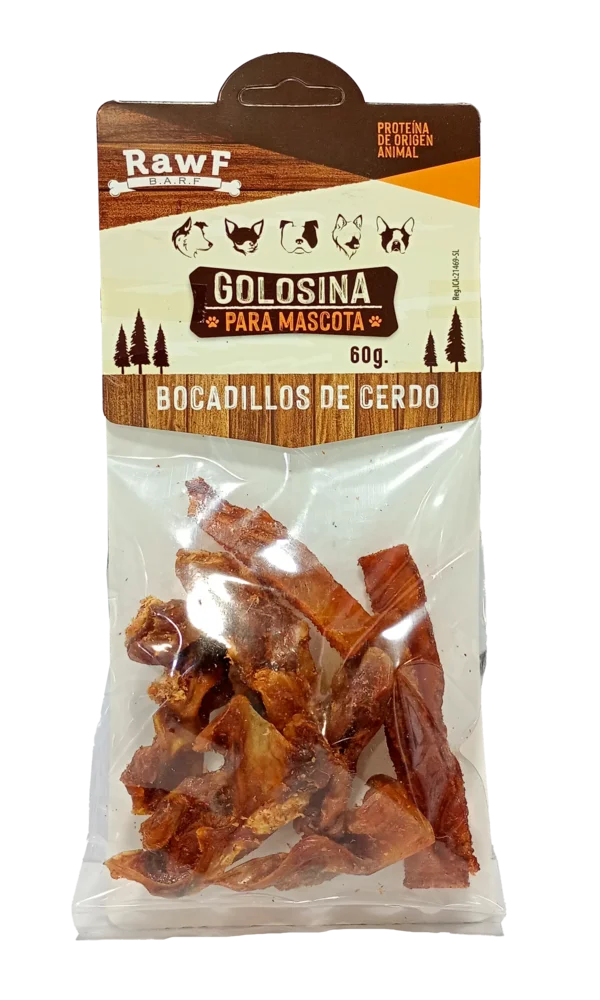 PROTEÍNA
DE ORIGEN
ANIMAL
RawF
B.A.R.F
GOLOSINA
PARA MASCOTA
60g.
Reg.ICA:21469-SL
BOCADILLOS DE CERDO